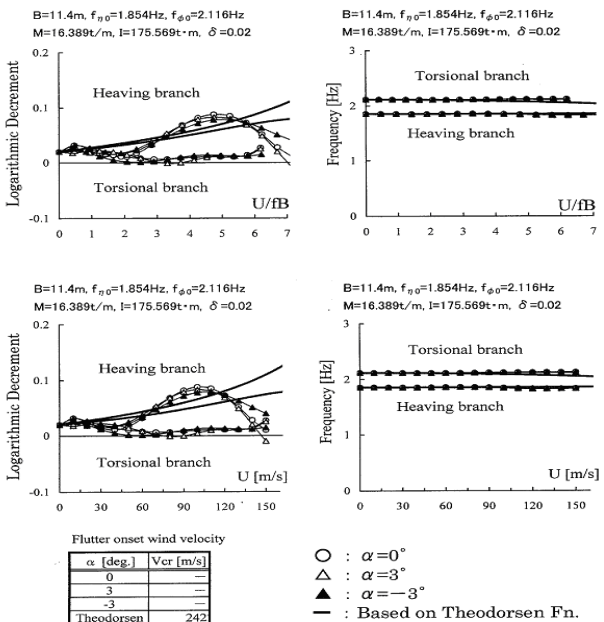 B=11.4m, fη0=1.854Hz, fφ0=2.116Hz
M=16.389t/m, I=175.569t·m, δ=0.02
0.2
0.1
0
-0.1
Logarithmic Decrement
Heaving branch
Torsional branch
U/fB
0 1 2 3 4 5 6 7
B=11.4m, fη0=1.854Hz, fφ0=2.116Hz
M=16.389t/m, I=175.569t·m, δ=0.02
3
2
1
0
Frequency [Hz]
Torsional branch
Heaving branch
U/fB
0 1 2 3 4 5 6 7
B=11.4m, fη0=1.854Hz, fφ0=2.116Hz
M=16.389t/m, I=175.569t·m, δ=0.02
0.2
0.1
0
-0.1
Logarithmic Decrement
Heaving branch
Torsional branch
U [m/s]
0 30 60 90 120 150
B=11.4m, fη0=1.854Hz, fφ0=2.116Hz
M=16.389t/m, I=175.569t·m, δ=0.02
3
2
1
0
Frequency [Hz]
Torsional branch
Heaving branch
U [m/s]
0 30 60 90 120 150
Flutter onset wind velocity
α [deg.] Vcr [m/s]
0 —
3 —
-3 —
Theodorsen 242
○ : α=0°
△ : α=3°
▲ : α=−3°
— : Based on Theodorsen Fn.